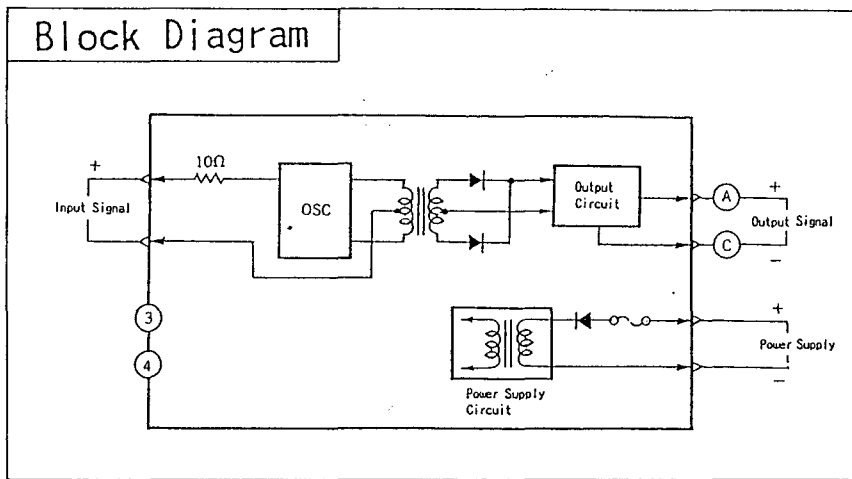 Block Diagram
+
10Ω
Input Signal
OSC
Output
Circuit
A
+
Output Signal
C
−
3
4
+
Power Supply
−
Power Supply
Circuit